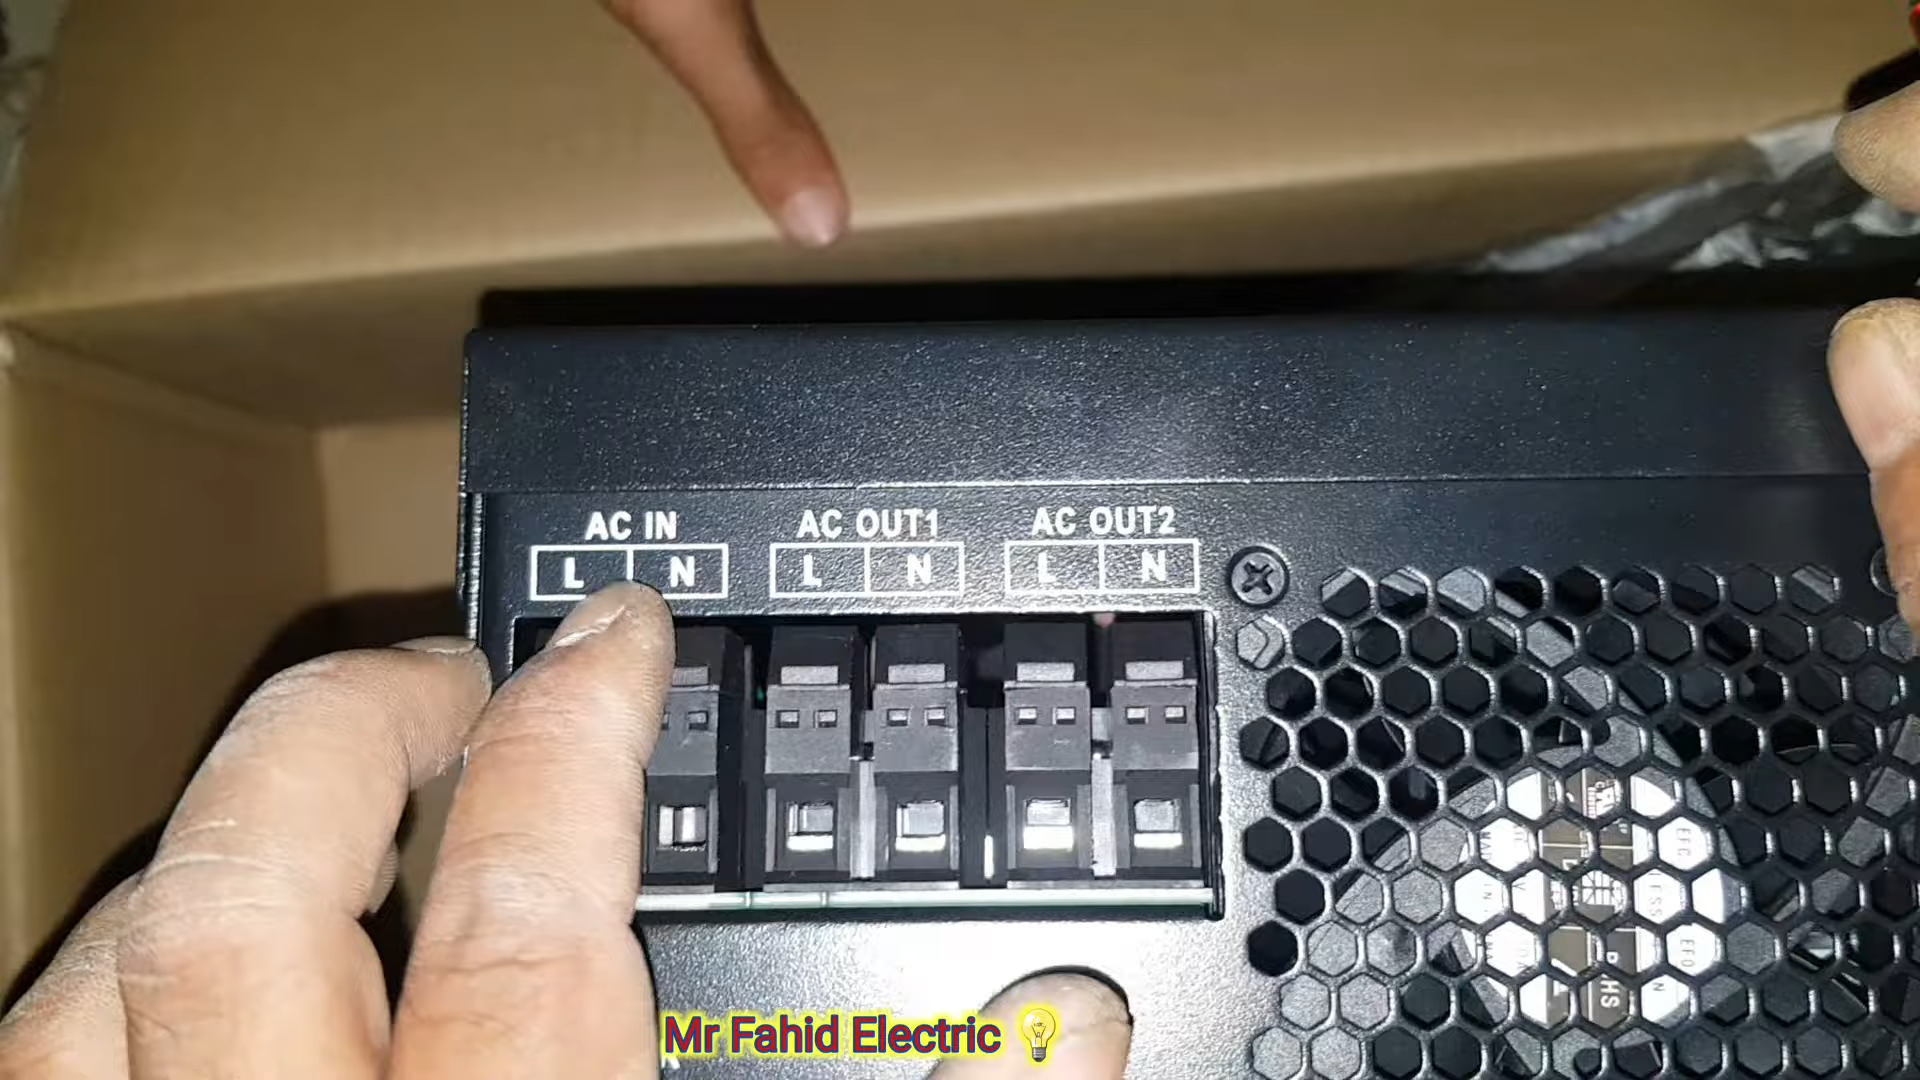 AC IN
AC OUT1
AC OUT2
L N
L N
L N
Mr Fahid Electric 💡